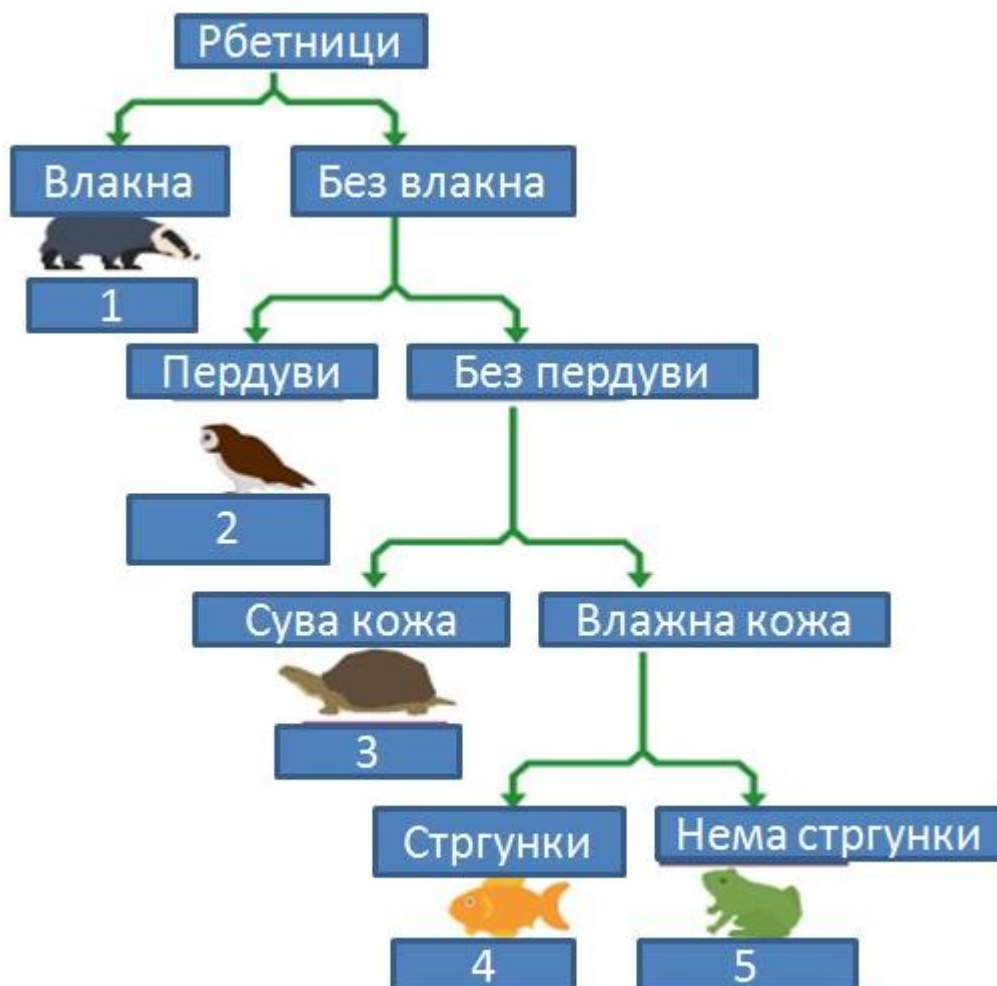 Рбетници
Влакна
Без влакна
1
Пердуви
Без пердуви
2
Сува кожа
Влажна кожа
3
Стргунки
Нема стргунки
4
5